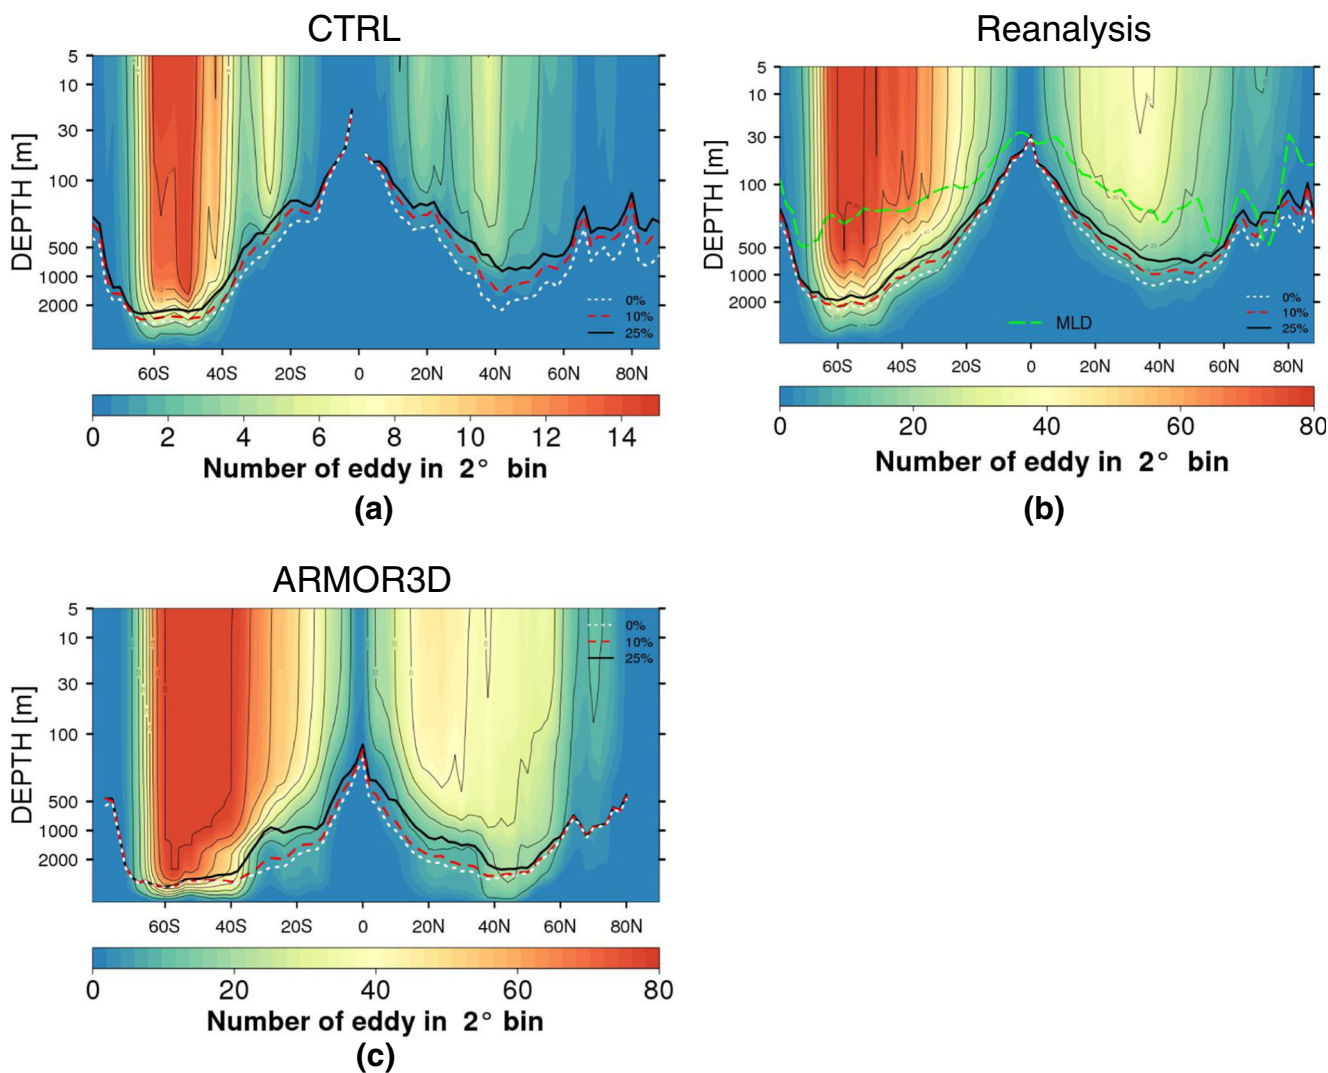 CTRL
DEPTH [m]
5
10
30
100
500
1000
2000
0%
10%
25%
60S 40S 20S 0 20N 40N 60N 80N
0 2 4 6 8 10 12 14
Number of eddy in 2° bin
(a)
Reanalysis
DEPTH [m]
5
10
30
100
500
1000
2000
MLD
0%
10%
25%
60S 40S 20S 0 20N 40N 60N 80N
0 20 40 60 80
Number of eddy in 2° bin
(b)
ARMOR3D
DEPTH [m]
5
10
30
100
500
1000
2000
0%
10%
25%
60S 40S 20S 0 20N 40N 60N 80N
0 20 40 60 80
Number of eddy in 2° bin
(c)